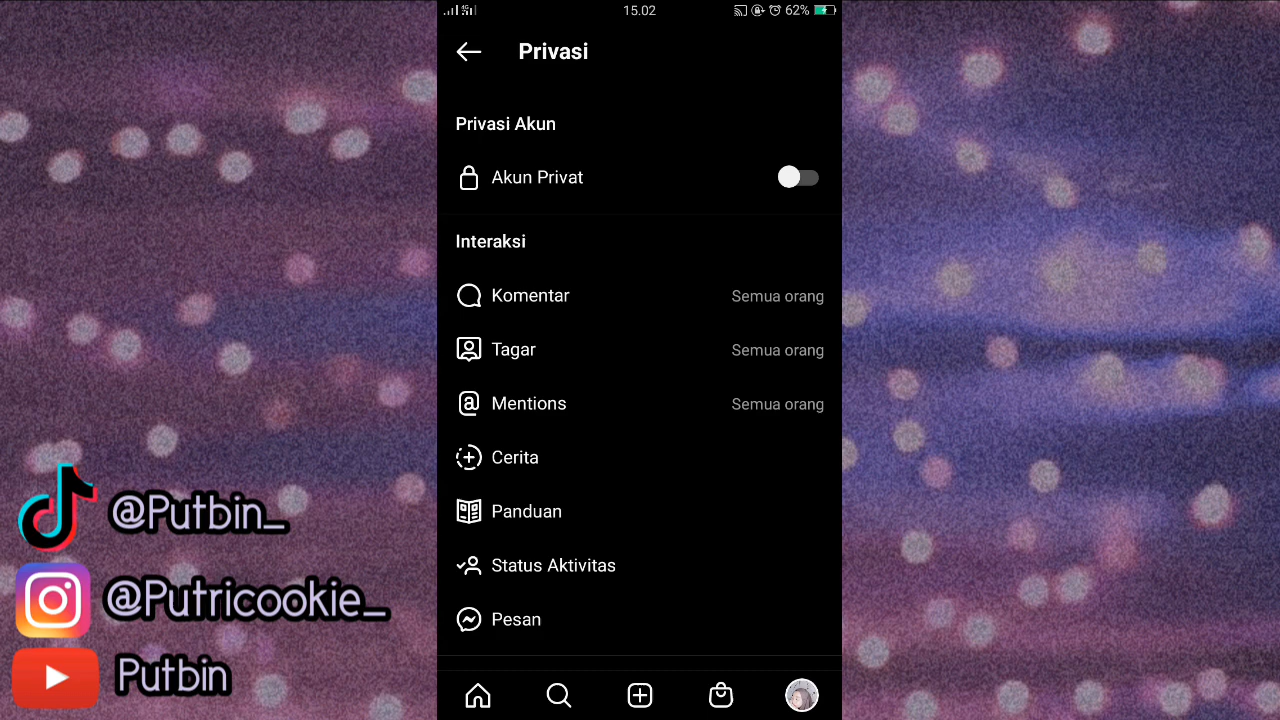 15.02
62%
Privasi
Privasi Akun
Akun Privat
Interaksi
Komentar Semua orang
Tagar Semua orang
Mentions Semua orang
Cerita
Panduan
Status Aktivitas
Pesan
@Putbin_
@Putricookie_
Putbin